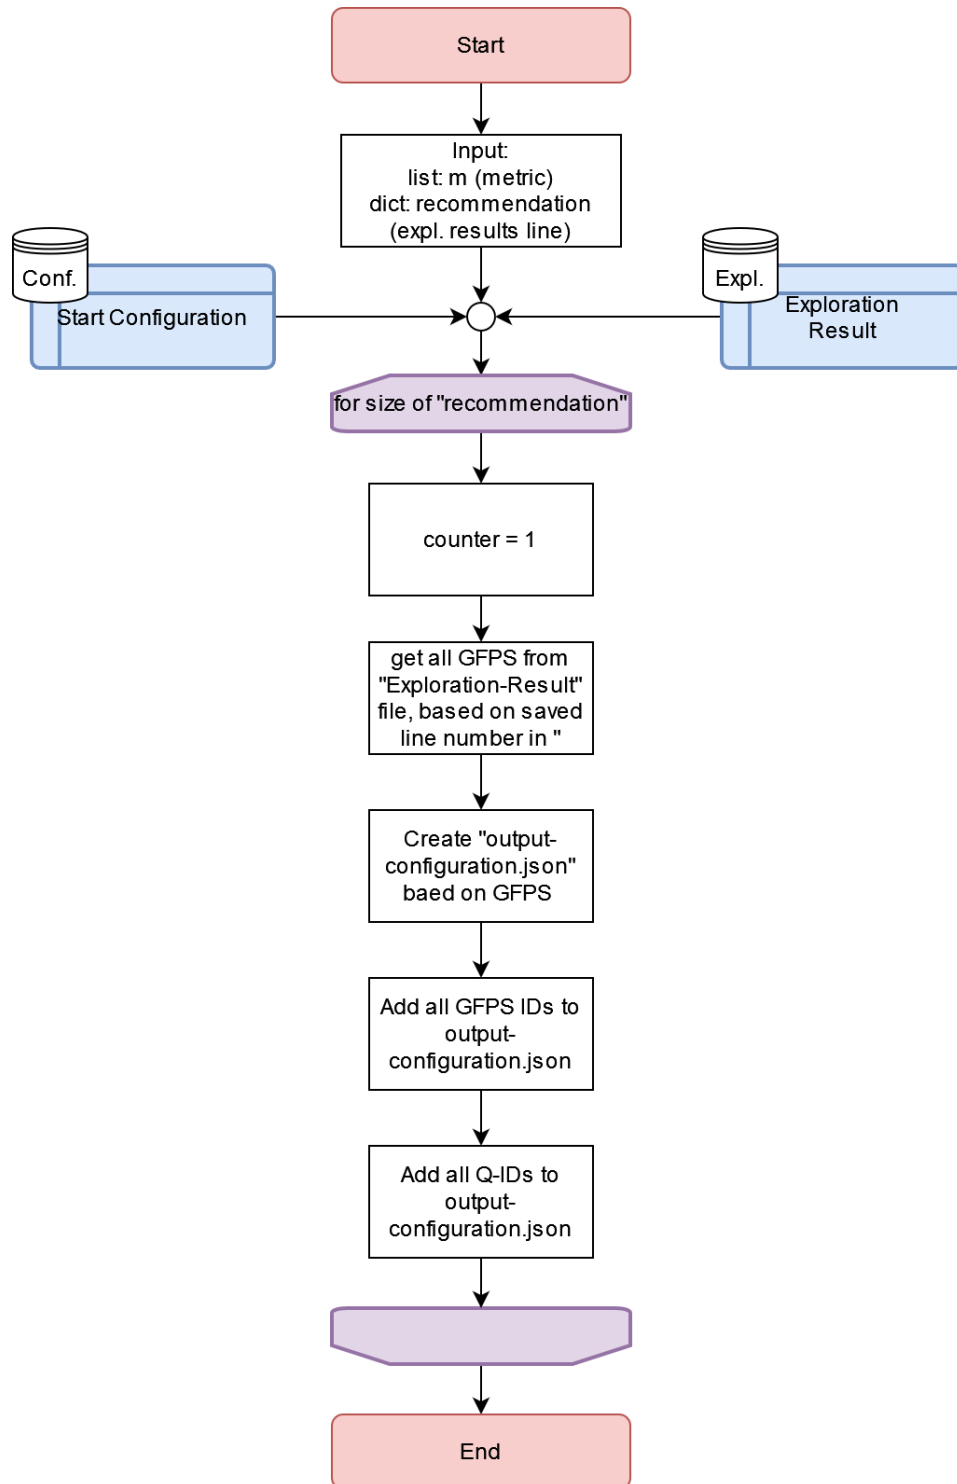 Start
Input:
list: m (metric)
dict: recommendation
(expl. results line)
Conf.
Start Configuration
Expl.
Exploration
Result
for size of "recommendation"
counter = 1
get all GFPS from
"Exploration-Result"
file, based on saved
line number in "
Create "output-
configuration.json"
baed on GFPS
Add all GFPS IDs to
output-
configuration.json
Add all Q-IDs to
output-
configuration.json
End